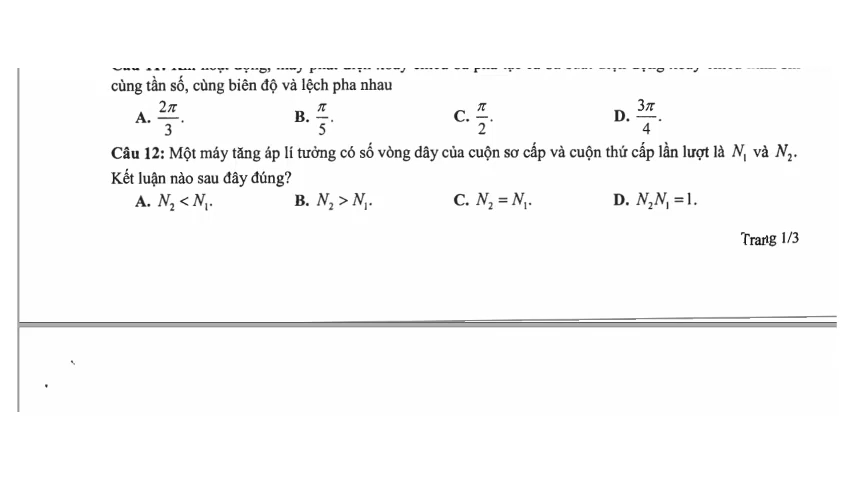 cùng tần số, cùng biên độ và lệch pha nhau
A. 2π/3. B. π/5. C. π/2. D. 3π/4.
Câu 12: Một máy tăng áp lí tưởng có số vòng dây của cuộn sơ cấp và cuộn thứ cấp lần lượt là N₁ và N₂.
Kết luận nào sau đây đúng?
A. N₂ < N₁. B. N₂ > N₁. C. N₂ = N₁. D. N₂N₁ = 1.
Trang 1/3